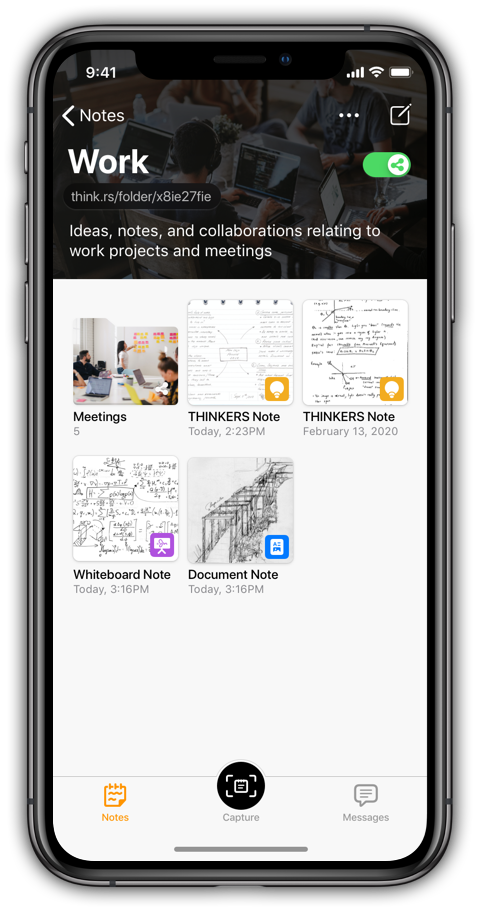 9:41
Notes
Work
think.rs/folder/x8ie27fie
Ideas, notes, and collaborations relating to
work projects and meetings
Meetings
5
THINKERS Note
Today, 2:23PM
THINKERS Note
February 13, 2020
Whiteboard Note
Today, 3:16PM
Document Note
Today, 3:16PM
Notes
Capture
Messages